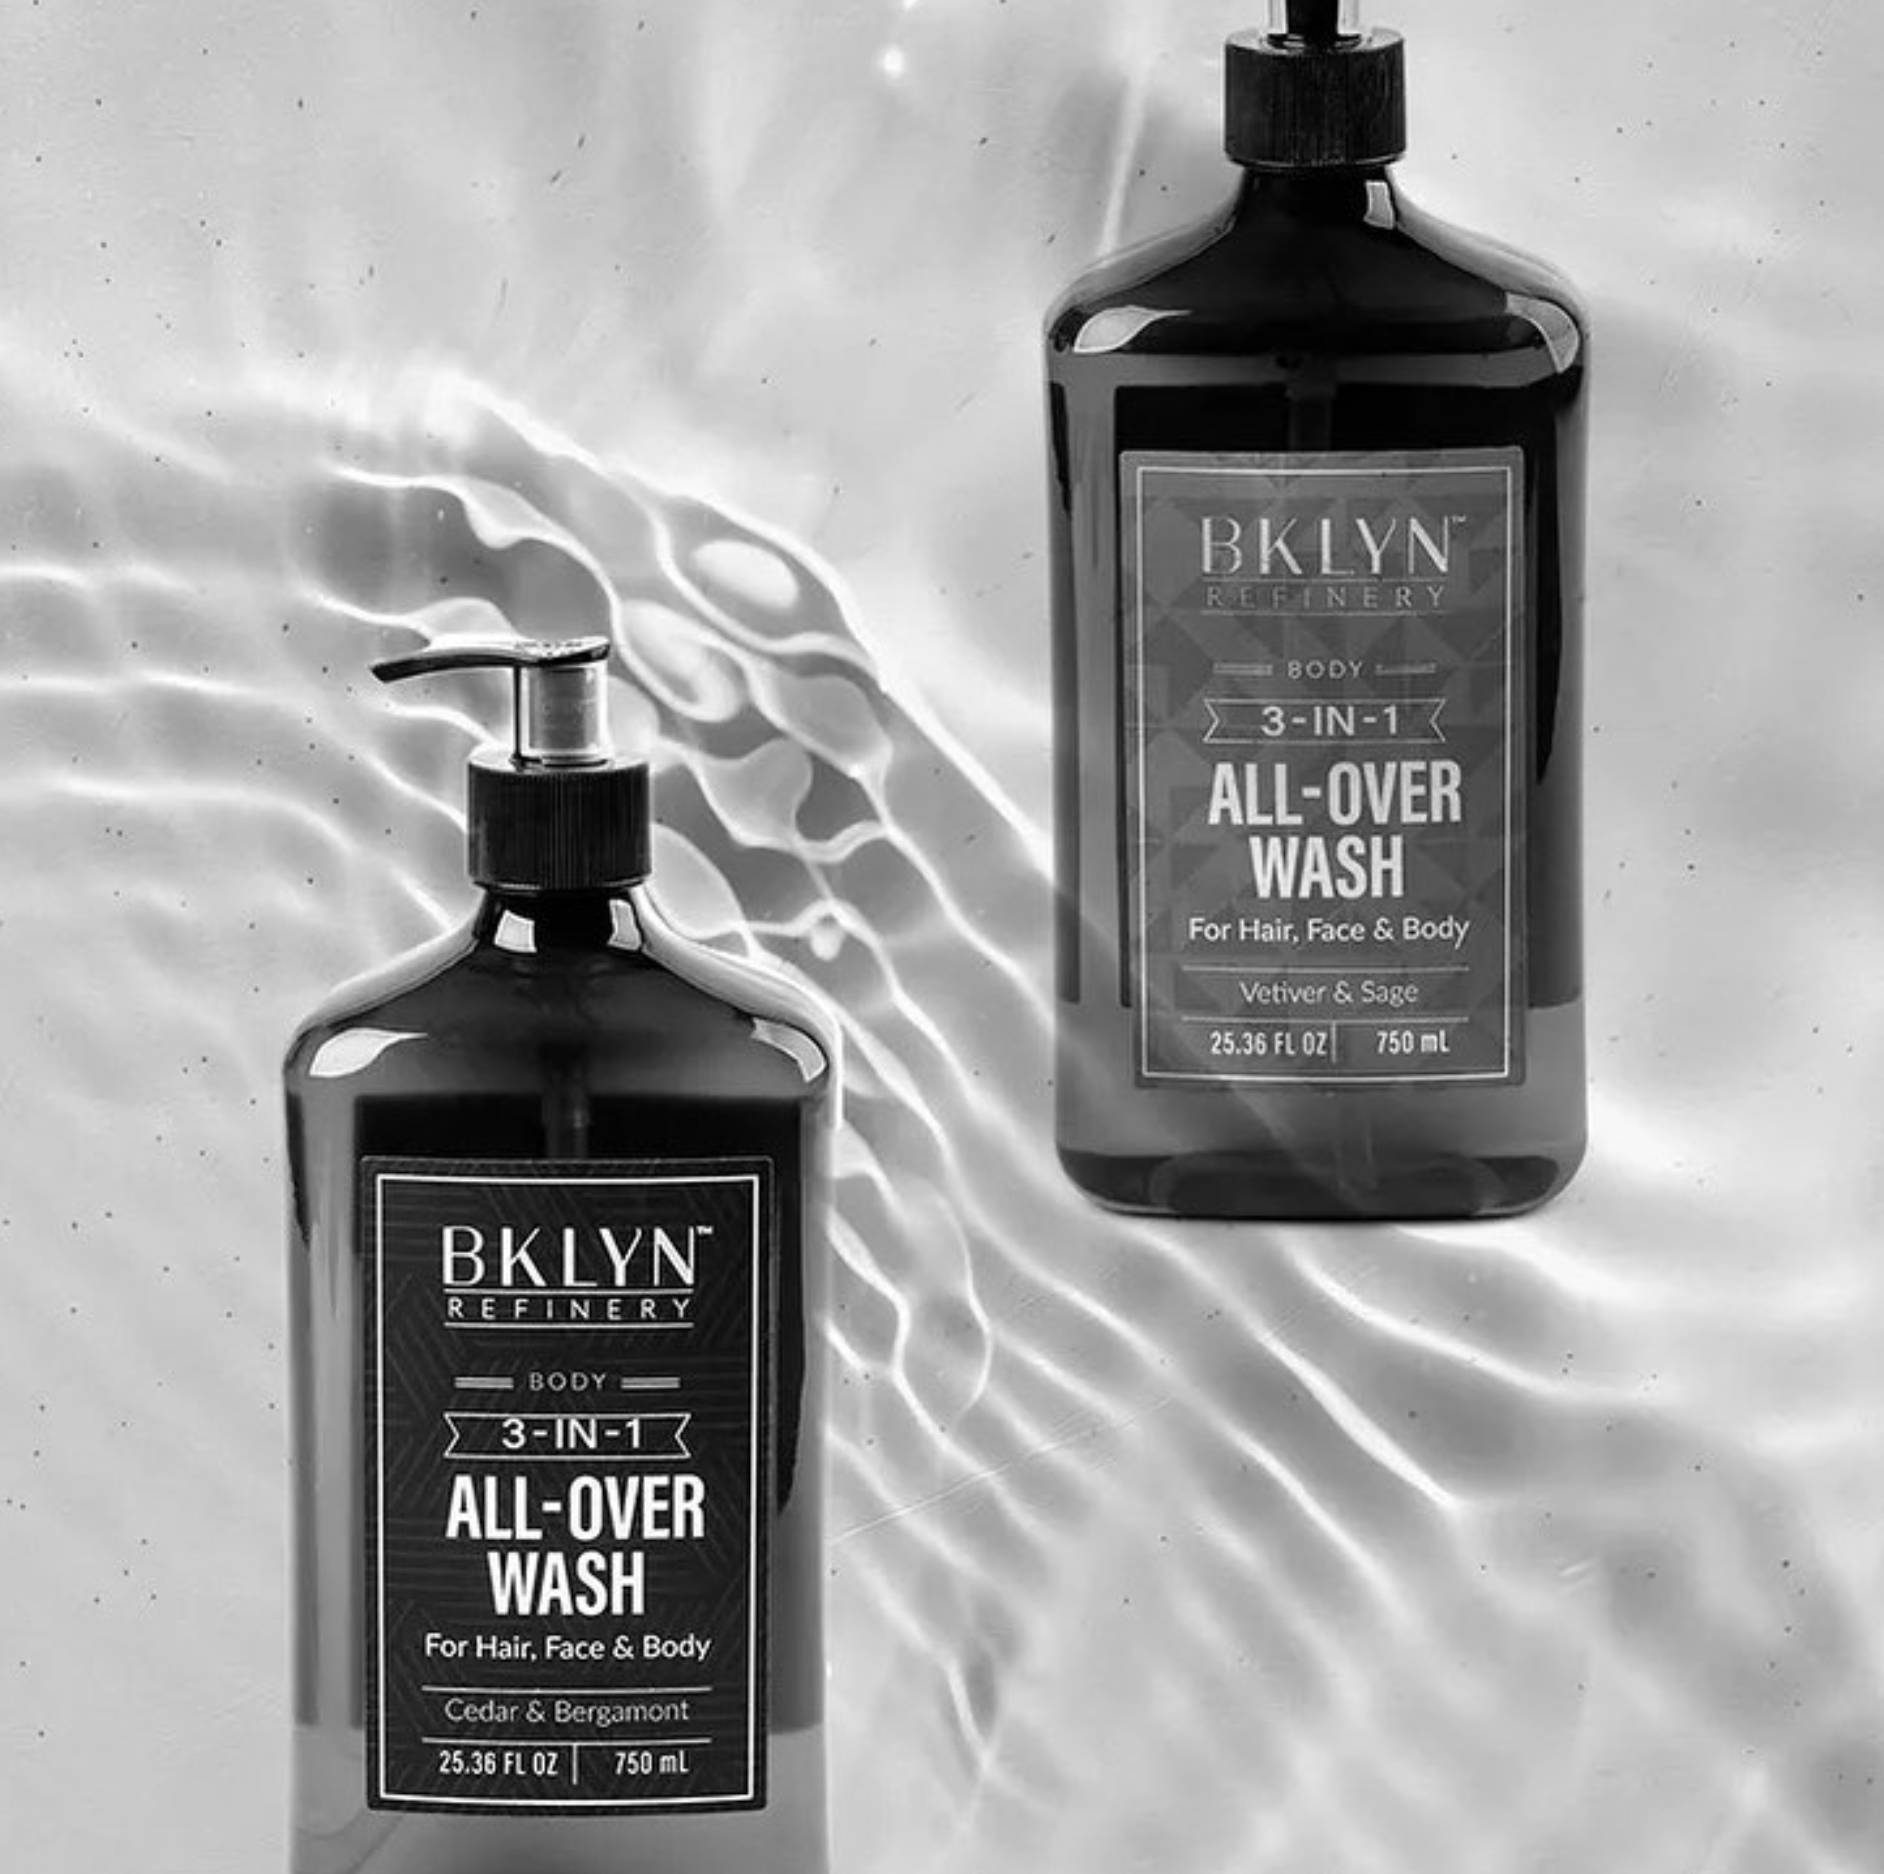 BKLYN™
REFINERY
BODY
3-IN-1
ALL-OVER
WASH
For Hair, Face & Body
Vetiver & Sage
25.36 FL OZ 750 mL
BKLYN™
REFINERY
BODY
3-IN-1
ALL-OVER
WASH
For Hair, Face & Body
Cedar & Bergamont
25.36 FL OZ 750 mL